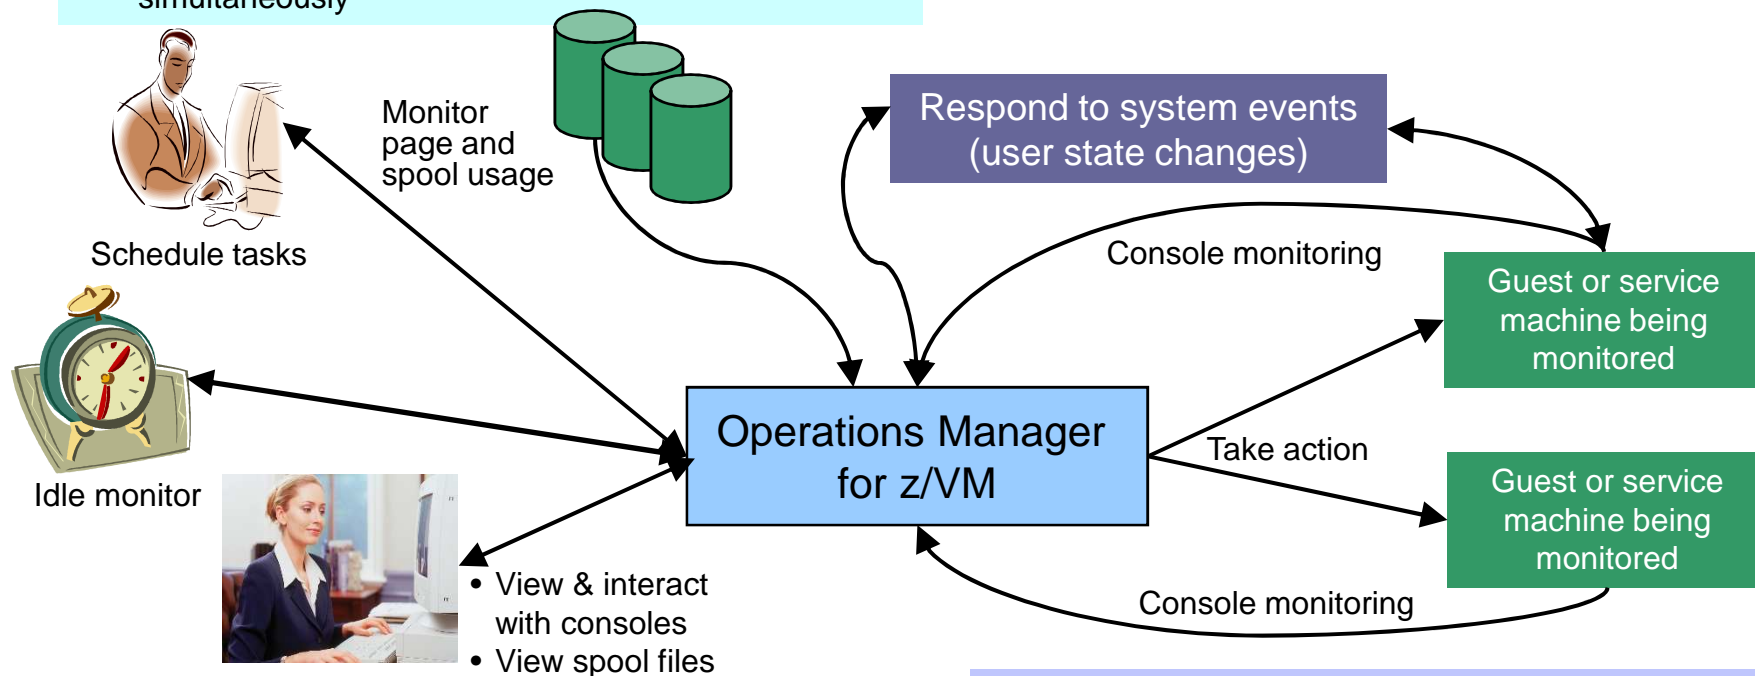 simultaneously
Monitor
page and
spool usage
Respond to system events
(user state changes)
Schedule tasks
Console monitoring
Guest or service
machine being
monitored
Operations Manager
for z/VM
Take action
Idle monitor
Guest or service
machine being
monitored
• View & interact
with consoles
• View spool files
Console monitoring